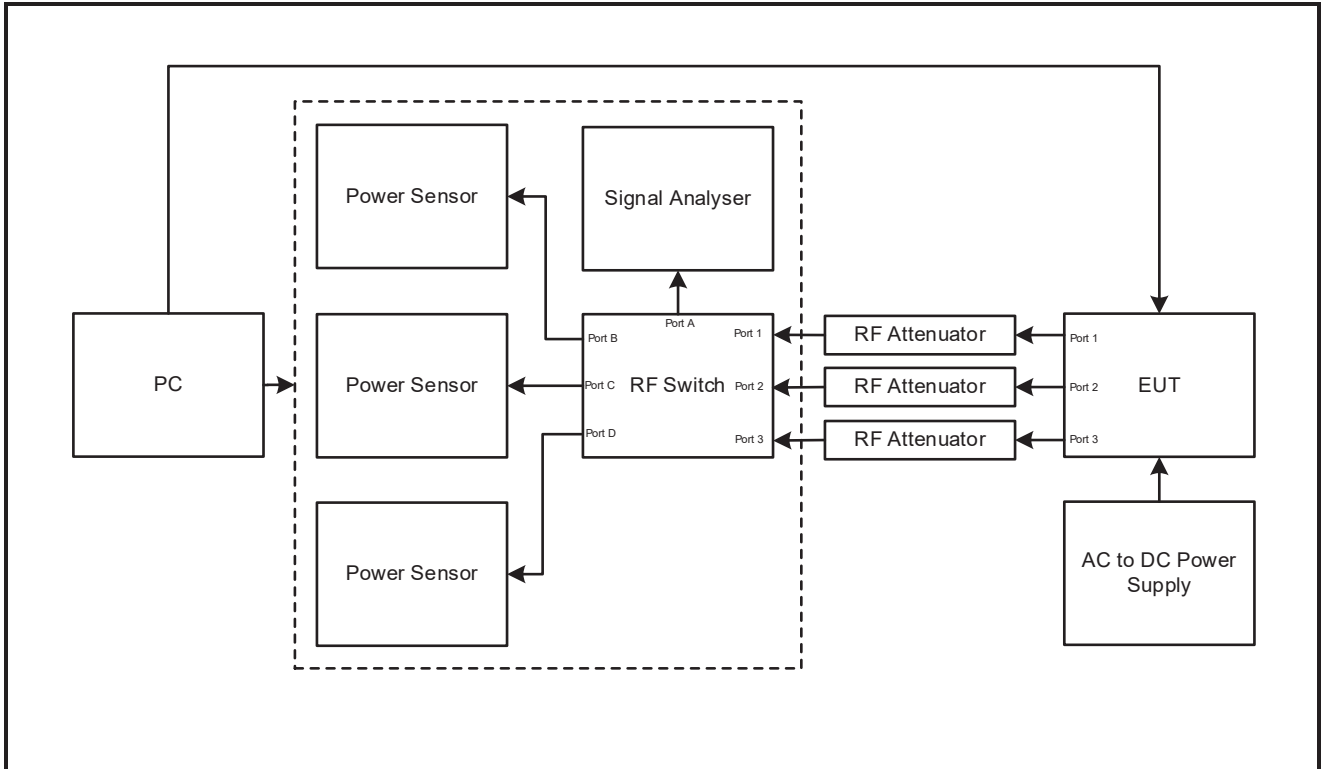 Power Sensor
Signal Analyser
Port A
Port B
Port 1
RF Attenuator
Port 1
PC
Power Sensor
Port C
RF Switch
Port 2
RF Attenuator
Port 2
EUT
Port D
Port 3
RF Attenuator
Port 3
Power Sensor
AC to DC Power
Supply